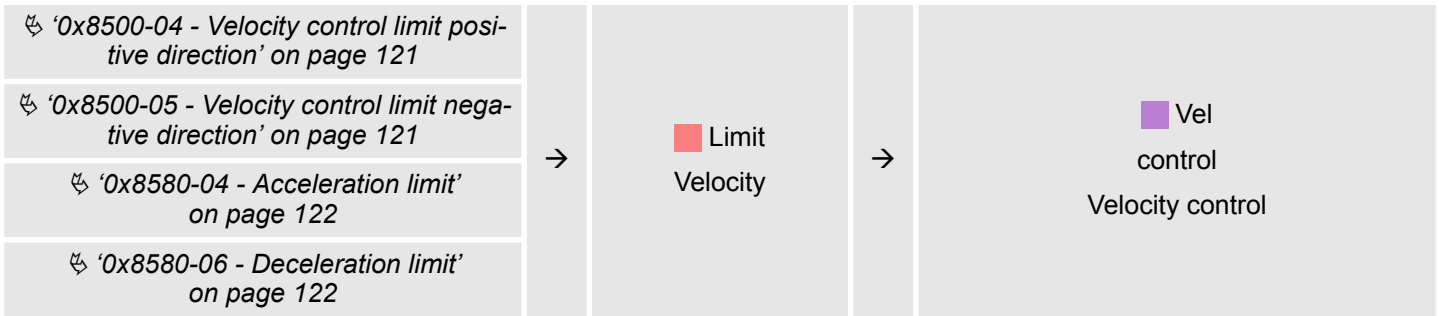 ↳ '0x8500-04 - Velocity control limit posi-
tive direction' on page 121
↳ '0x8500-05 - Velocity control limit nega-
tive direction' on page 121
↳ '0x8580-04 - Acceleration limit'
on page 122
↳ '0x8580-06 - Deceleration limit'
on page 122
→
Limit
Velocity
→
Vel
control
Velocity control